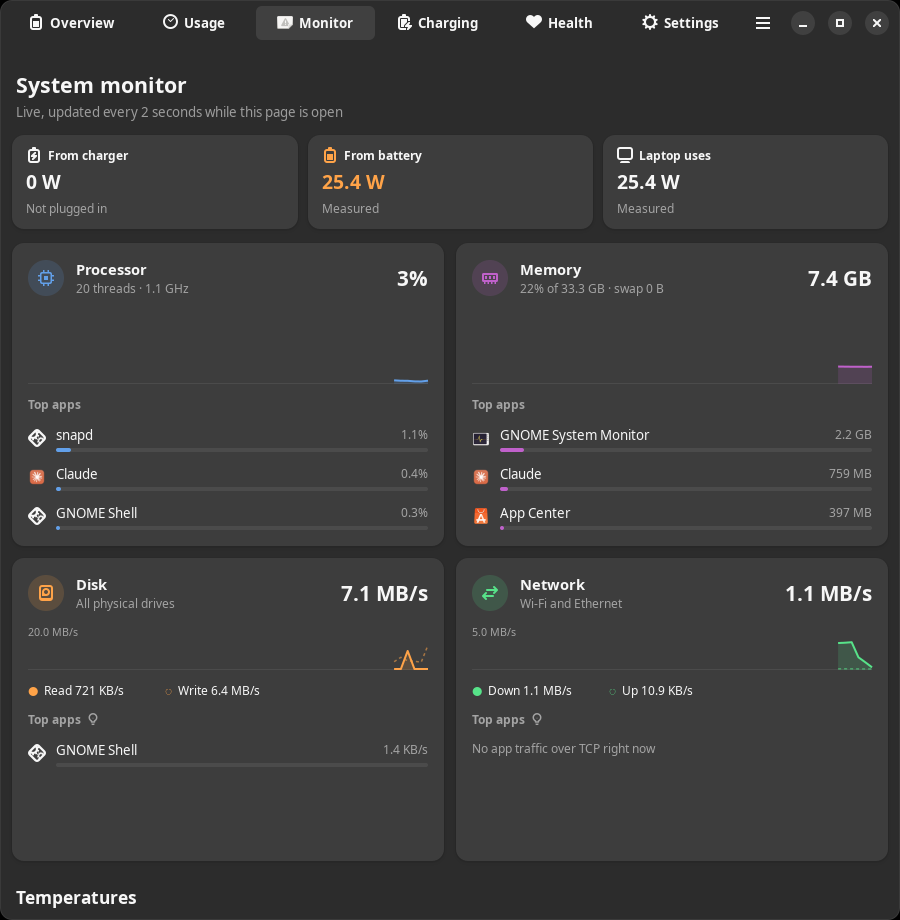 Overview Usage Monitor Charging Health Settings
System monitor
Live, updated every 2 seconds while this page is open
From charger
0 W
Not plugged in
From battery
25.4 W
Measured
Laptop uses
25.4 W
Measured
Processor
20 threads · 1.1 GHz
3%
Top apps
snapd 1.1%
Claude 0.4%
GNOME Shell 0.3%
Memory
22% of 33.3 GB · swap 0 B
7.4 GB
Top apps
GNOME System Monitor 2.2 GB
Claude 759 MB
App Center 397 MB
Disk
All physical drives
7.1 MB/s
20.0 MB/s
Read 721 KB/s Write 6.4 MB/s
Top apps
GNOME Shell 1.4 KB/s
Network
Wi-Fi and Ethernet
1.1 MB/s
5.0 MB/s
Down 1.1 MB/s Up 10.9 KB/s
Top apps
No app traffic over TCP right now
Temperatures